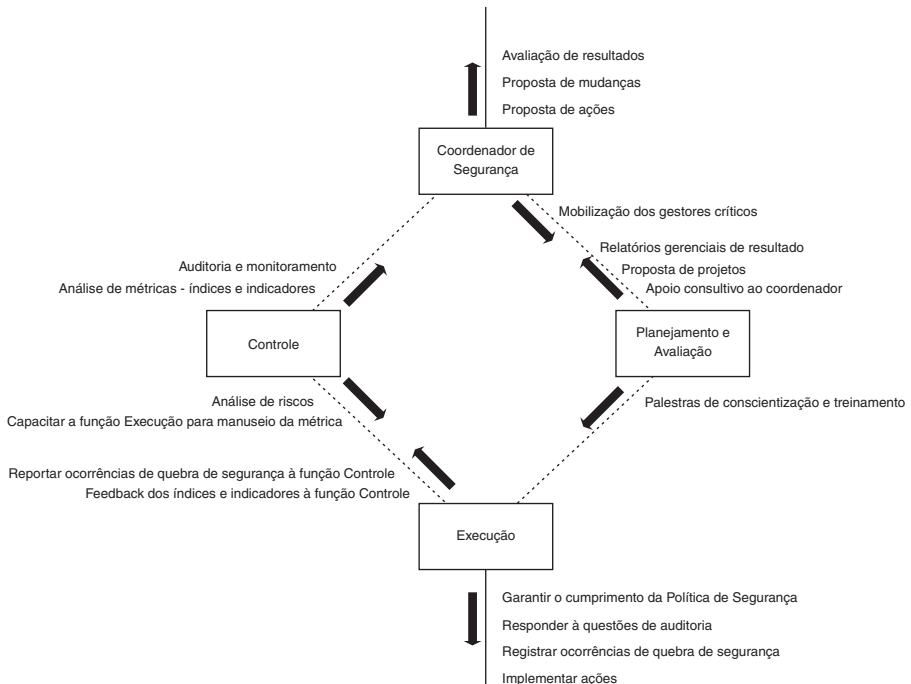 Avaliação de resultados
Proposta de mudanças
Proposta de ações
Coordenador de
Segurança
Mobilização dos gestores críticos
Relatórios gerenciais de resultado
Proposta de projetos
Apoio consultivo ao coordenador
Auditoria e monitoramento
Análise de métricas - índices e indicadores
Controle
Planejamento e
Avaliação
Análise de riscos
Capacitar a função Execução para manuseio da métrica
Palestras de conscientização e treinamento
Reportar ocorrências de quebra de segurança à função Controle
Feedback dos índices e indicadores à função Controle
Execução
Garantir o cumprimento da Política de Segurança
Responder à questões de auditoria
Registrar ocorrências de quebra de segurança
Implementar ações